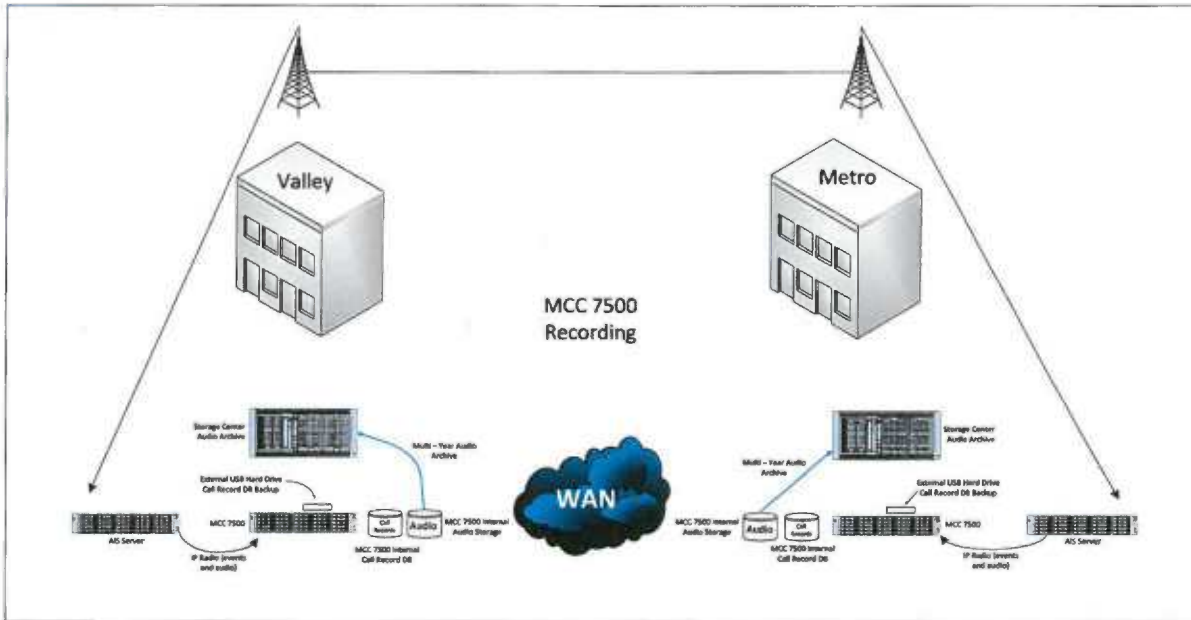 Valley
Metro
MCC 7500
Recording
Storage Center
Audio Archive
Multi – Year Audio
Archive
External USB Hard Drive
Call Record DB Backup
MCC 7500
AIS Server
IP Radio (events
and audio)
Call
Records
Audio
MCC 7500 Internal
Audio Storage
MCC 7500 Internal
Call Record DB
WAN
Storage Center
Audio Archive
Multi – Year Audio
Archive
External USB Hard Drive
Call Record DB Backup
MCC 7500 Internal
Audio Storage
Audio
Call
Records
MCC 7500 Internal
Call Record DB
MCC 7500
AIS Server
IP Radio (events
and audio)